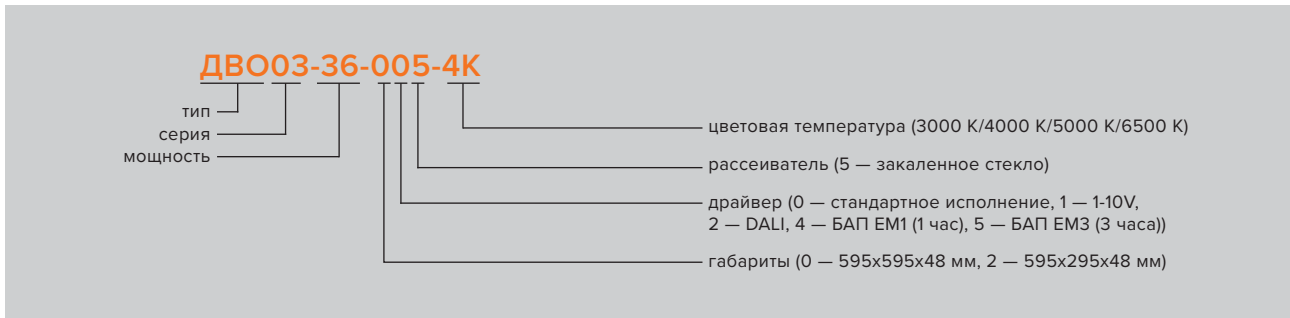 ДВО03-36-005-4К
тип
серия
мощность
цветовая температура (3000 К/4000 К/5000 К/6500 К)
рассеиватель (5 — закаленное стекло)
драйвер (0 — стандартное исполнение, 1 — 1-10V,
2 — DALI, 4 — БАП ЕМ1 (1 час), 5 — БАП ЕМ3 (3 часа))
габариты (0 — 595х595х48 мм, 2 — 595х295х48 мм)